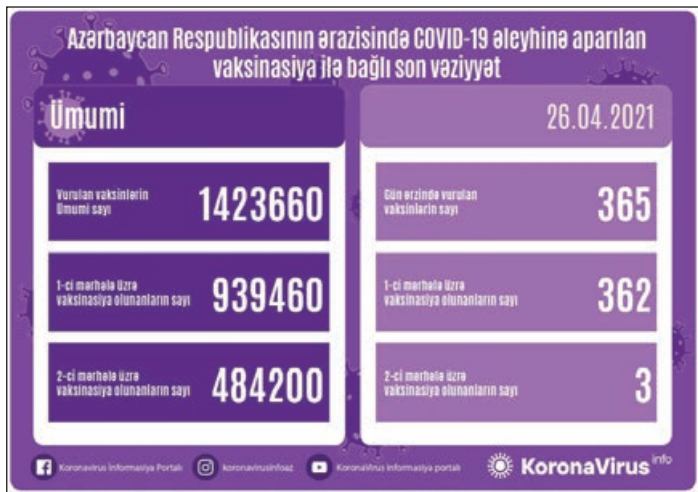 Azərbaycan Respublikasının ərazisində COVID-19 əleyhinə aparılan
vaksinasiya ilə bağlı son vəziyyət
Ümumi
Vurulan vaksinlərin
Ümumi sayı
1423660
1-ci mərhələ üzrə
vaksinasiya olunanların sayı
939460
2-ci mərhələ üzrə
vaksinasiya olunanların sayı
484200
26.04.2021
Gün ərzində vurulan
vaksinlərin sayı
365
1-ci mərhələ üzrə
vaksinasiya olunanların sayı
362
2-ci mərhələ üzrə
vaksinasiya olunanların sayı
3
Koronavirus İnformasiya Portalı
koronavirusinfoaz
Koronavirus informasiya portalı
KoronaVirus info